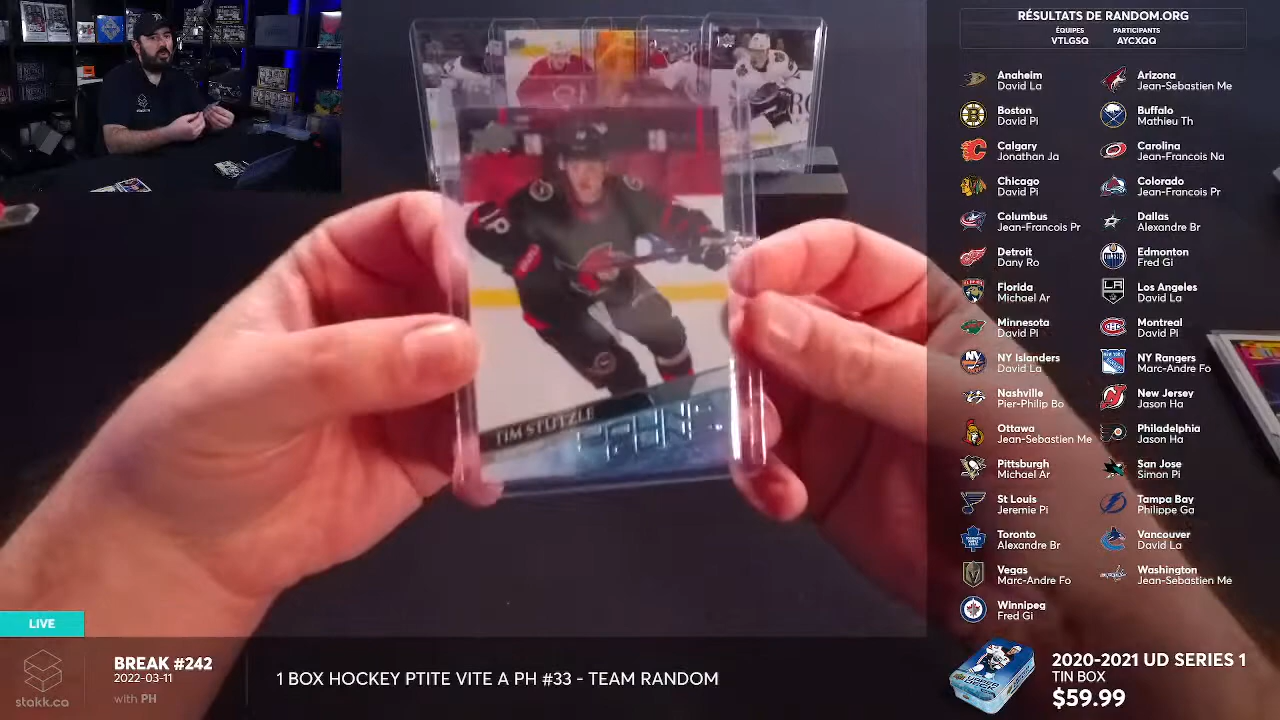 RÉSULTATS DE RANDOM.ORG
ÉQUIPES
VTLGSQ
PARTICIPANTS
AYCXQQ
Anaheim
David La
Arizona
Jean-Sebastien Me
Boston
David Pi
Buffalo
Mathieu Th
Calgary
Jonathan Ja
Carolina
Jean-Francois Na
Chicago
David Pi
Colorado
Jean-Francois Pr
Columbus
Jean-Francois Pr
Dallas
Alexandre Br
Detroit
Dany Ro
Edmonton
Fred Gi
Florida
Michael Ar
Los Angeles
David La
Minnesota
David Pi
Montreal
David Pi
NY Islanders
David La
NY Rangers
Marc-Andre Fo
Nashville
Pier-Philip Bo
New Jersey
Jason Ha
Ottawa
Jean-Sebastien Me
Philadelphia
Jason Ha
Pittsburgh
Michael Ar
San Jose
Simon Pi
St Louis
Jeremie Pi
Tampa Bay
Philippe Ga
Toronto
Alexandre Br
Vancouver
David La
Vegas
Marc-Andre Fo
Washington
Jean-Sebastien Me
Winnipeg
Fred Gi
TIM STÜTZLE
YOUNG
LIVE
stakk.ca
BREAK #242
2022-03-11
with PH
1 BOX HOCKEY PTITE VITE A PH #33 - TEAM RANDOM
2020-2021 UD SERIES 1
TIN BOX
$59.99